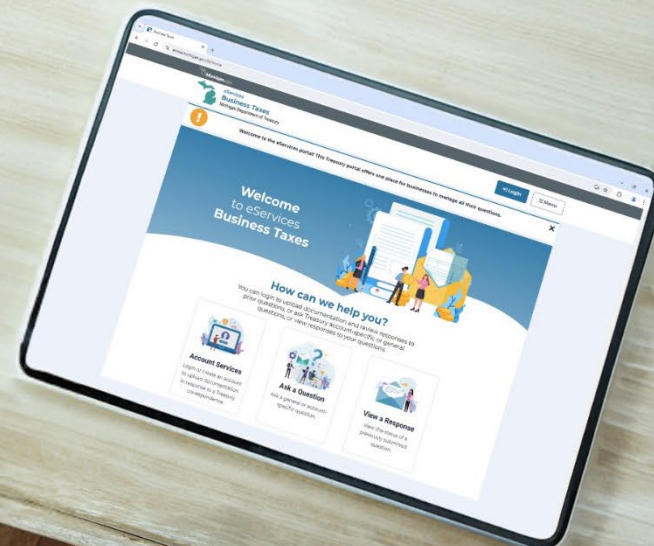 Michigan.gov
eServices
Business Taxes
Michigan Department of Treasury
Login
Menu
Welcome to the eServices portal! This Treasury portal offers one place for businesses to manage all their questions.
Welcome
to eServices
Business Taxes
How can we help you?
You can login to upload documentation and review responses to
prior questions, or ask Treasury account-specific or general
questions, or view responses to your questions.
Account Services
Login or create an account
to upload documentation
in response to a Treasury
correspondence.
Ask a Question
Ask a general or account-
specific question.
View a Response
View the status of a
previously submitted
question.